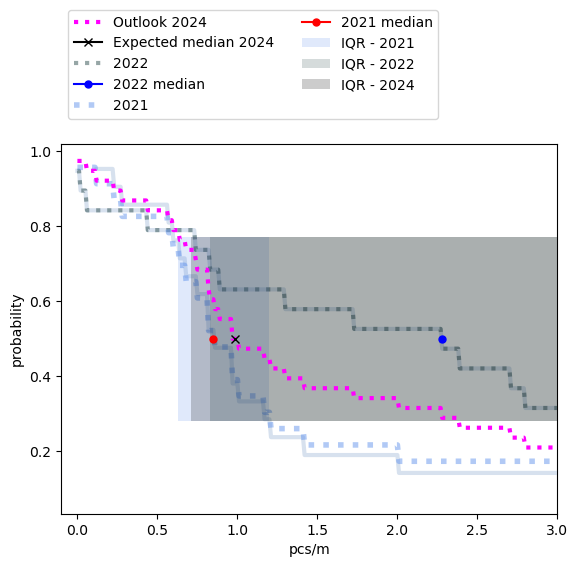 Outlook 2024
Expected median 2024
2022
2022 median
2021
2021 median
IQR - 2021
IQR - 2022
IQR - 2024
1.0
0.8
0.6
0.4
0.2
probability
0.0 0.5 1.0 1.5 2.0 2.5 3.0
pcs/m